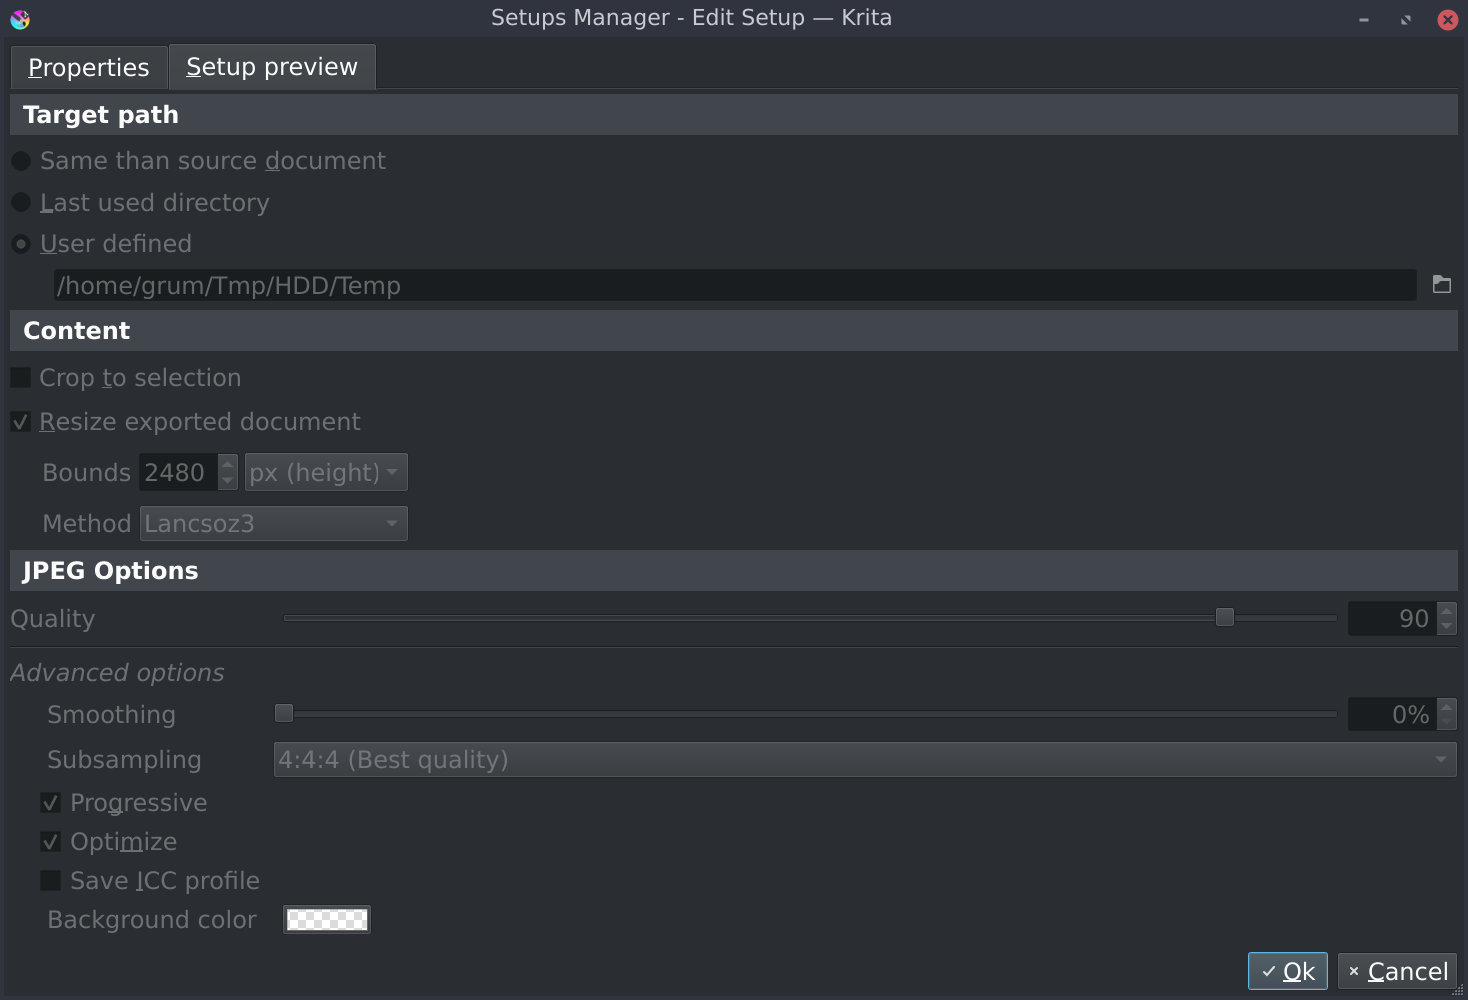 Setups Manager - Edit Setup — Krita
Properties Setup preview
Target path
Same than source document
Last used directory
User defined
/home/grum/Tmp/HDD/Temp
Content
Crop to selection
Resize exported document
Bounds 2480 px (height)
Method Lancsoz3
JPEG Options
Quality 90
Advanced options
Smoothing 0%
Subsampling 4:4:4 (Best quality)
Progressive
Optimize
Save ICC profile
Background color
Ok Cancel